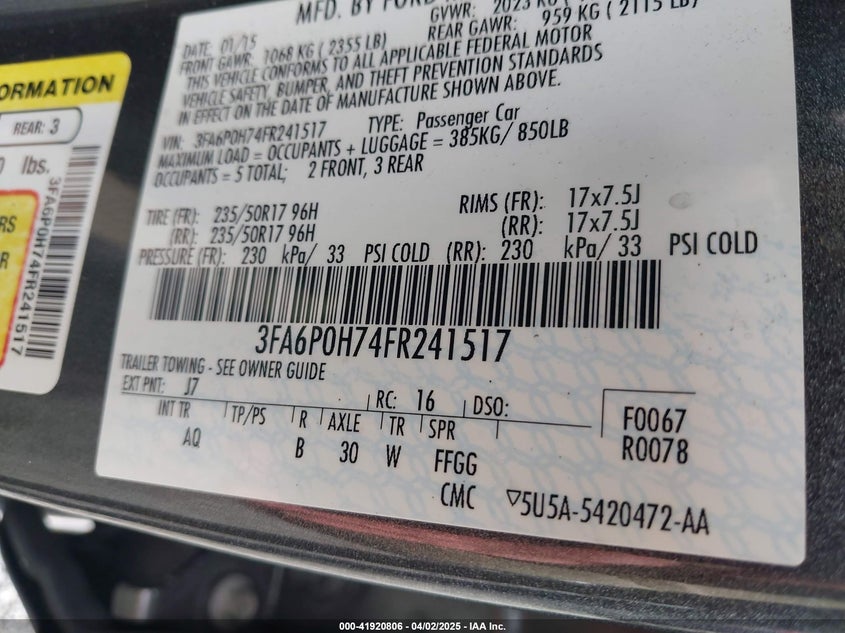 MFD. BY FORD
DATE: 01/15 GVWR: 2023 KG (
FRONT GAWR: 1068 KG ( 2355 LB) REAR GAWR: 959 KG ( 2115 LB)
THIS VEHICLE CONFORMS TO ALL APPLICABLE FEDERAL MOTOR
VEHICLE SAFETY, BUMPER, AND THEFT PREVENTION STANDARDS
IN EFFECT ON THE DATE OF MANUFACTURE SHOWN ABOVE.
VIN: 3FA6P0H74FR241517 TYPE: Passenger Car
MAXIMUM LOAD = OCCUPANTS + LUGGAGE = 385KG/ 850LB
OCCUPANTS = 5 TOTAL; 2 FRONT, 3 REAR
TIRE (FR): 235/50R17 96H RIMS (FR): 17x7.5J
(RR): 235/50R17 96H (RR): 17x7.5J
PRESSURE (FR): 230 kPa/ 33 PSI COLD (RR): 230 kPa/ 33 PSI COLD
3FA6P0H74FR241517
TRAILER TOWING - SEE OWNER GUIDE
EXT PNT: J7 RC: 16 DSO:
INT TR TP/PS R AXLE TR SPR F0067
AQ B 30 W FFGG R0078
CMC ▽5U5A-5420472-AA
ORMATION
REAR: 3
lbs.
RS
R
3FA6P0H74FR241517
000-41920806 - 04/02/2025 - IAA Inc.